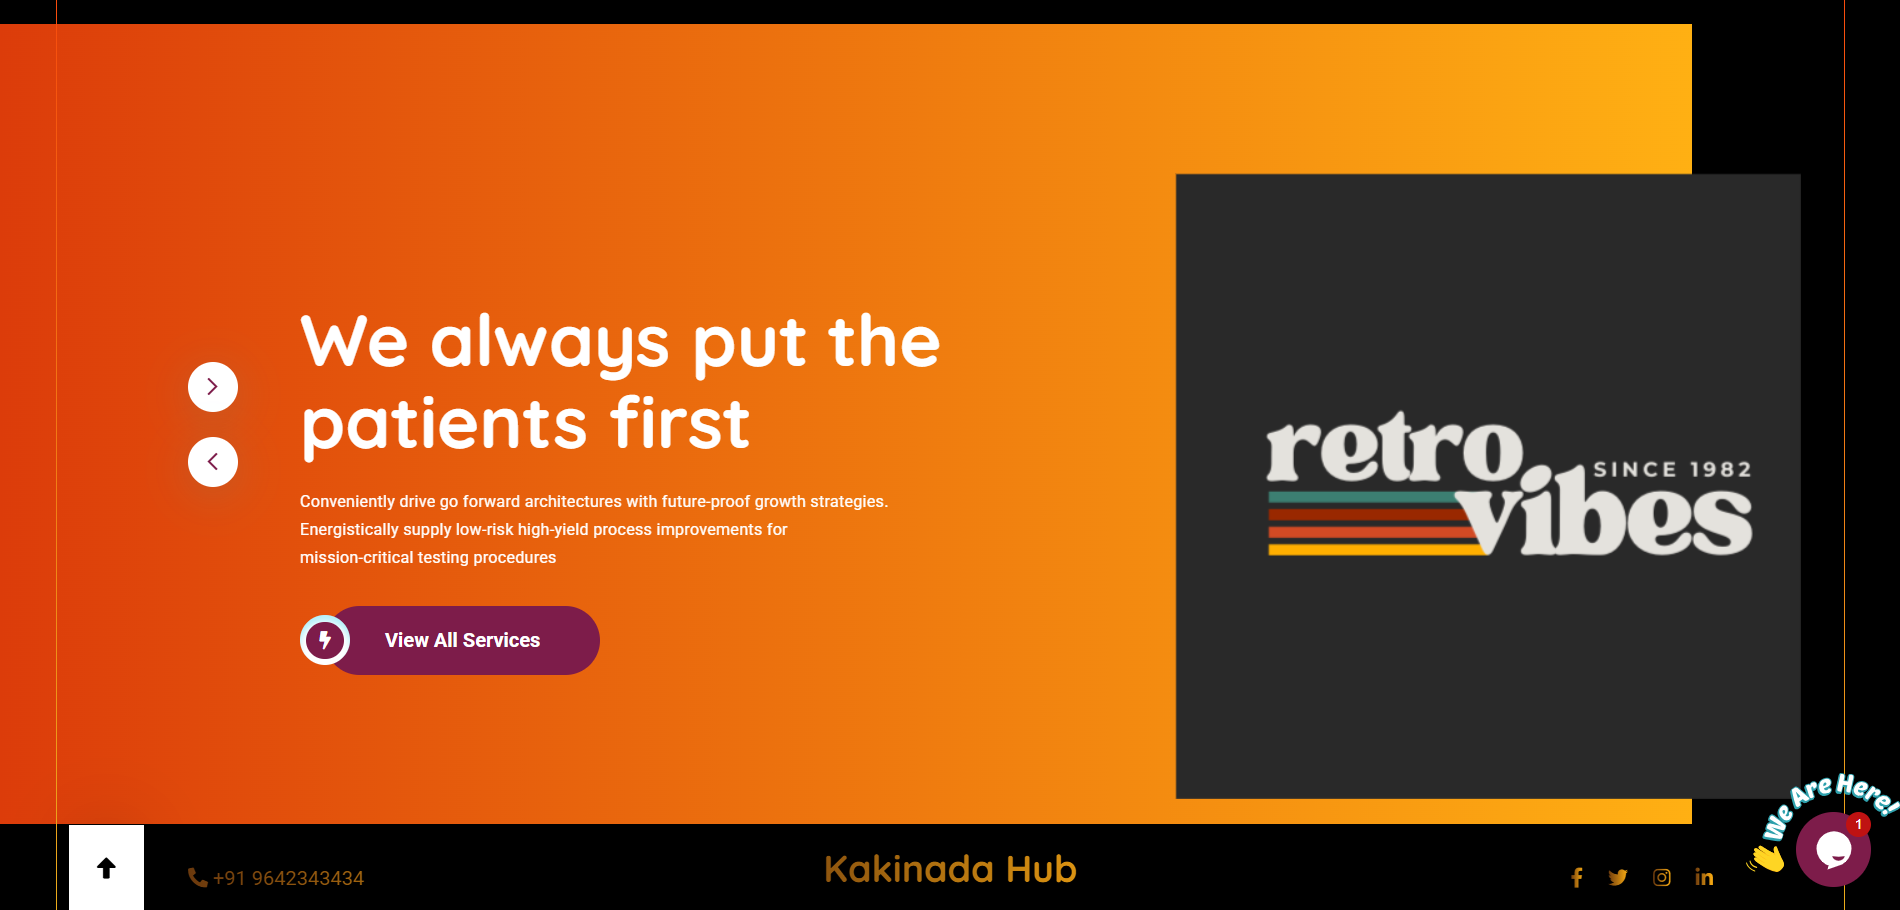 We always put the
patients first
Conveniently drive go forward architectures with future-proof growth strategies.
Energistically supply low-risk high-yield process improvements for
mission-critical testing procedures
View All Services
retro
SINCE 1982
vibes
We Are Here!
1
+91 9642343434
Kakinada Hub